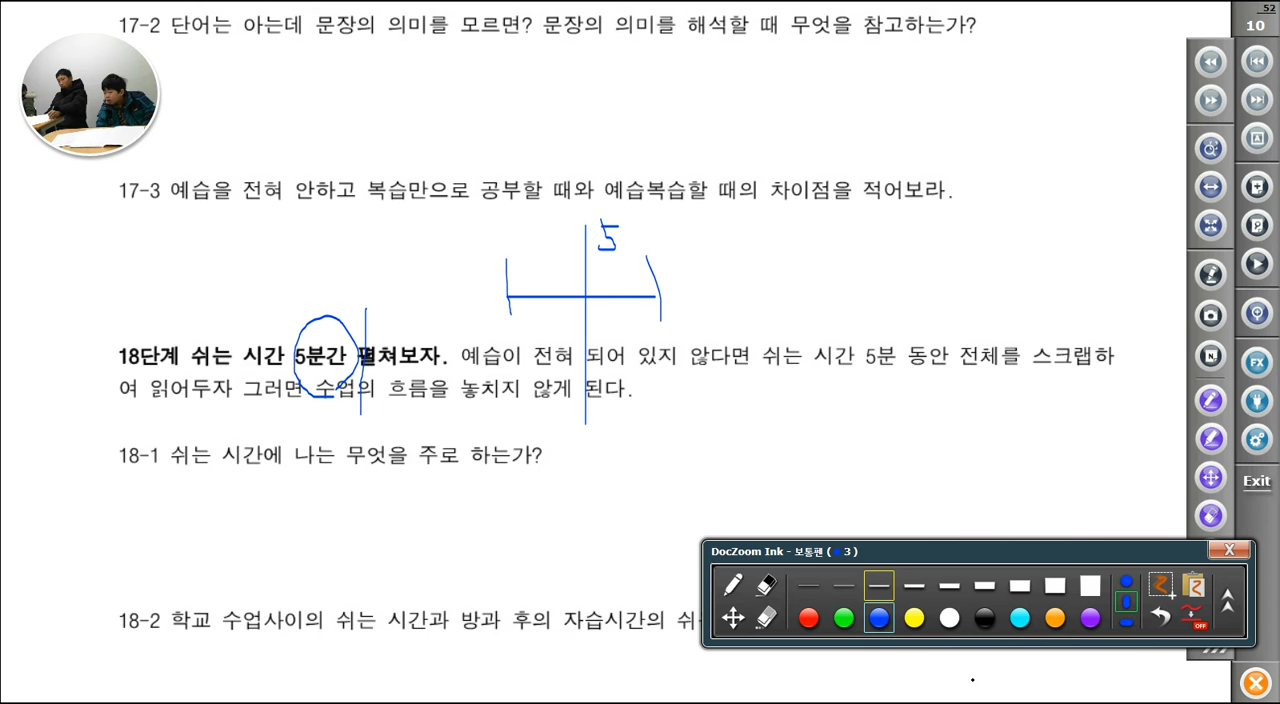 17-2 단어는 아는데 문장의 의미를 모르면? 문장의 의미를 해석할 때 무엇을 참고하는가?
52
10
17-3 예습을 전혀 안하고 복습만으로 공부할 때와 예습복습할 때의 차이점을 적어보라.
5
18단계 쉬는 시간 5분간 펼쳐보자. 예습이 전혀 되어 있지 않다면 쉬는 시간 5분 동안 전체를 스크랩하
여 읽어두자 그러면 수업의 흐름을 놓치지 않게 된다.
18-1 쉬는 시간에 나는 무엇을 주로 하는가?
A
N
FX
Exit
DocZoom Ink - 보통펜 ( 3 )
X
OFF
18-2 학교 수업사이의 쉬는 시간과 방과 후의 자습시간의